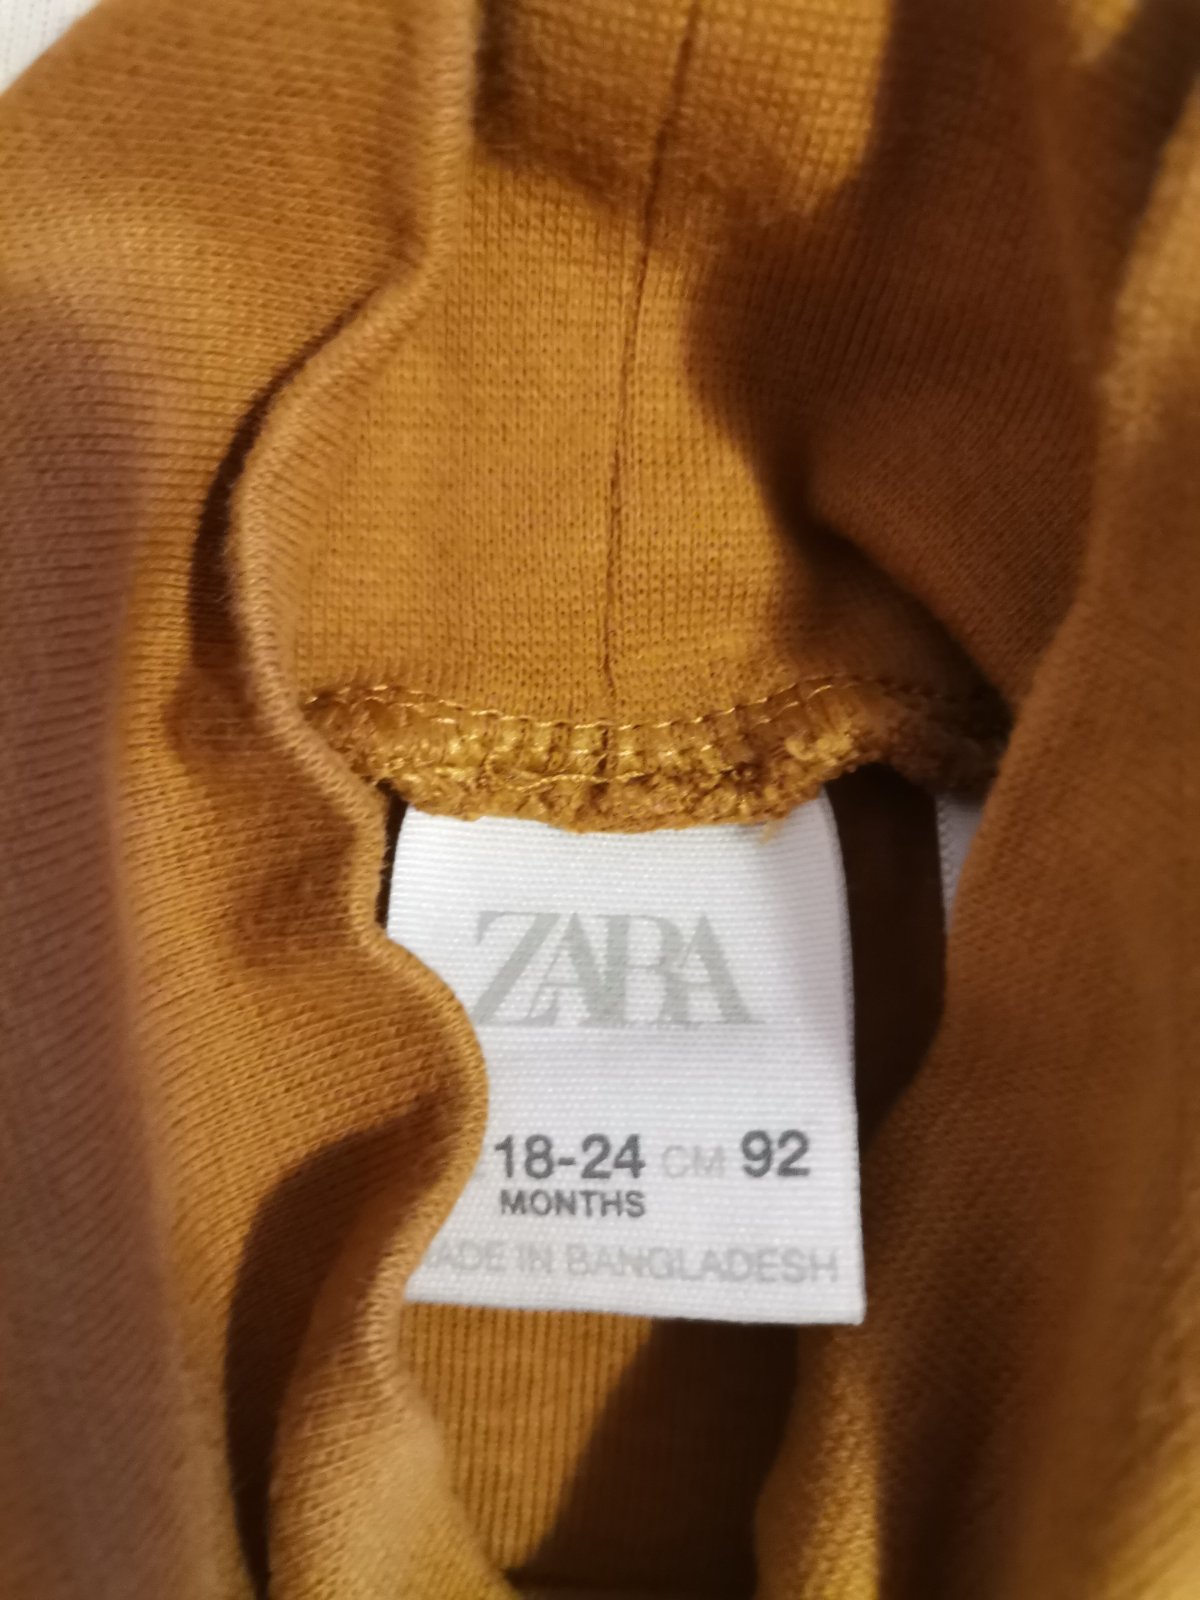 ZARA
18-24 CM 92
MONTHS
ADE IN BANGLADESH